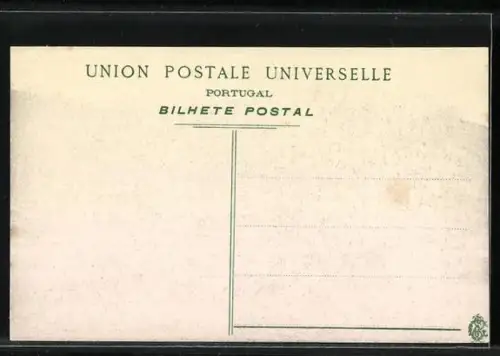 UNION POSTALE UNIVERSELLE
PORTUGAL
BILHETE POSTAL